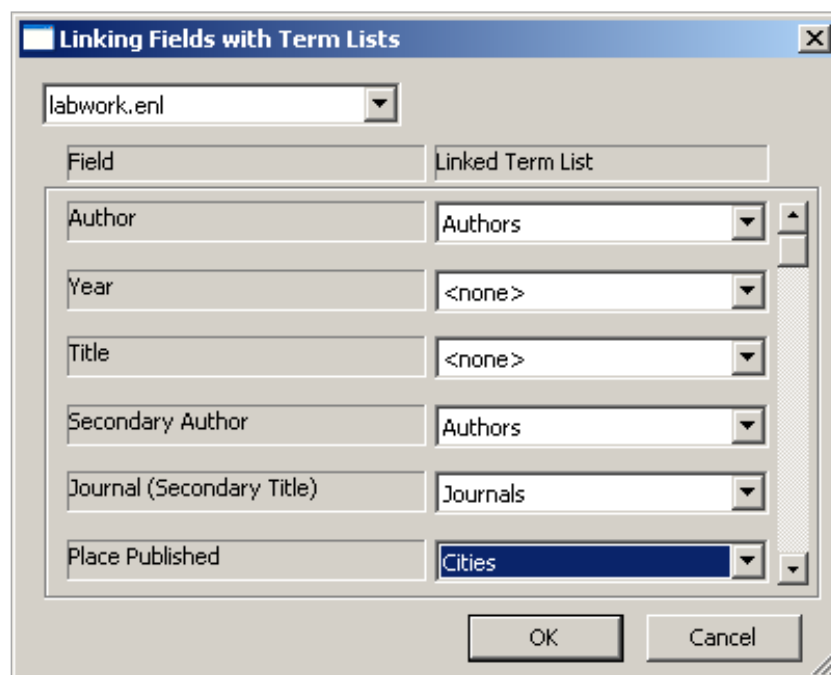 Linking Fields with Term Lists
labwork.enl
Field Linked Term List
Author Authors
Year <none>
Title <none>
Secondary Author Authors
Journal (Secondary Title) Journals
Place Published Cities
OK Cancel